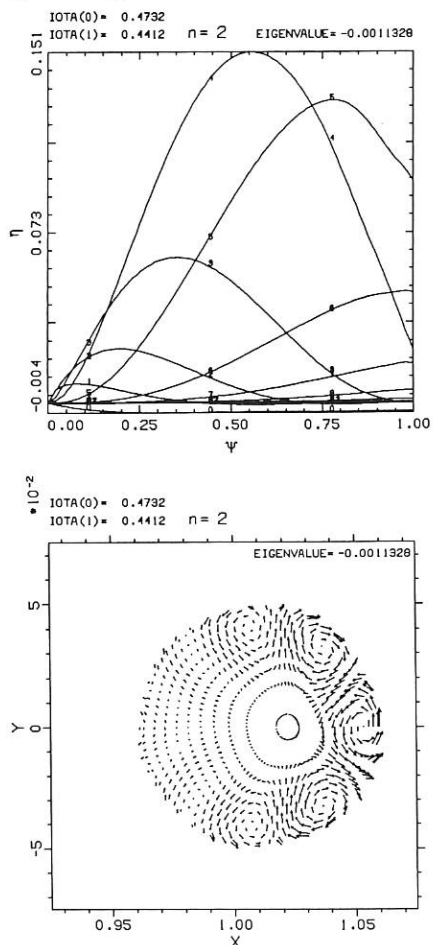 IOTA(0)= 0.4732
IOTA(1)= 0.4412 n=2 EIGENVALUE=-0.0011328
0.151
0.073
-0.004
η
0.00 0.25 0.50 0.75 1.00
Ψ
*10⁻²
IOTA(0)= 0.4732
IOTA(1)= 0.4412 n=2
EIGENVALUE=-0.0011328
5
0
-5
Y
0.95 1.00 1.05
X